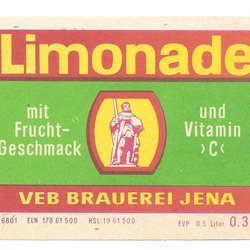 Limonade
mit
Frucht-
Geschmack
und
Vitamin
›C‹
VEB BRAUEREI JENA
6601 ELN 178 61 500 HSL 19 61 500 EVP 0.5 Liter 0.3